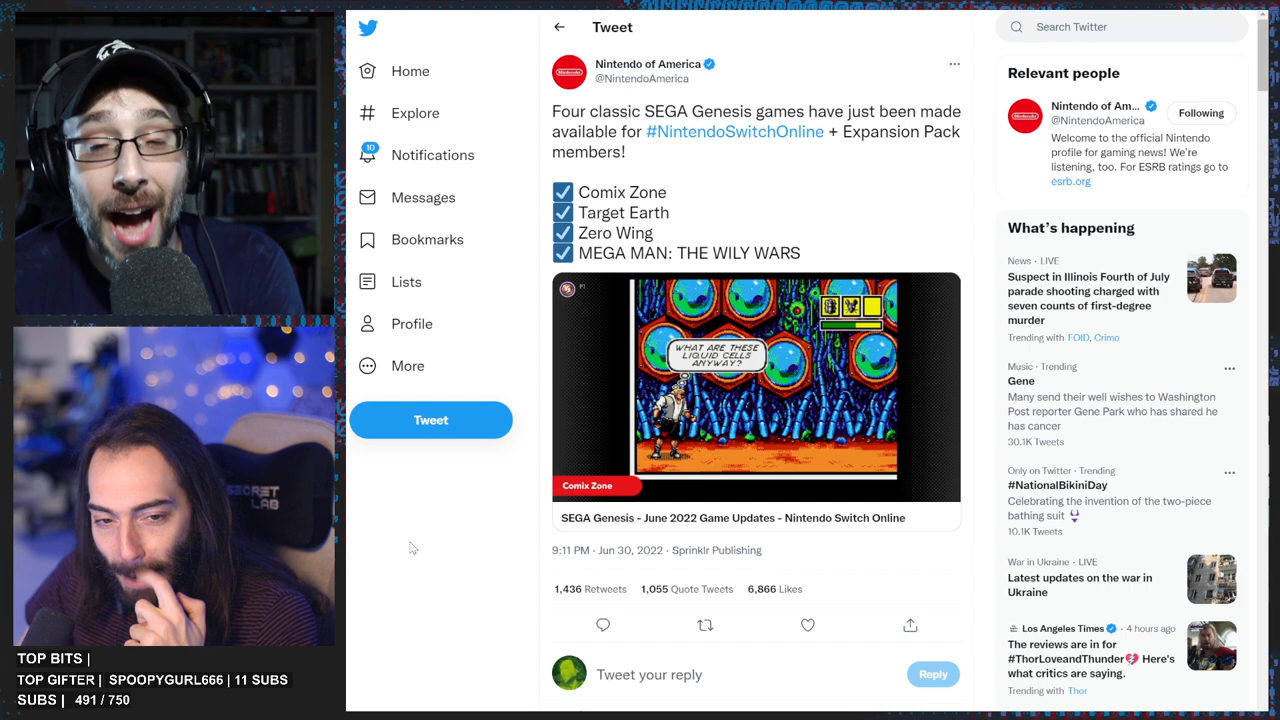 Tweet
Search Twitter
Home
Explore
10
Notifications
Messages
Bookmarks
Lists
Profile
More
Tweet
Nintendo
Nintendo of America
@NintendoAmerica
Four classic SEGA Genesis games have just been made
available for #NintendoSwitchOnline + Expansion Pack
members!
Comix Zone
Target Earth
Zero Wing
MEGA MAN: THE WILY WARS
P1
WHAT ARE THESE
LIQUID CELLS
ANYWAY?
Comix Zone
SEGA Genesis - June 2022 Game Updates - Nintendo Switch Online
9:11 PM · Jun 30, 2022 · Sprinklr Publishing
1,436 Retweets 1,055 Quote Tweets 6,866 Likes
Tweet your reply
Reply
Relevant people
Nintendo
Nintendo of Am...
@NintendoAmerica
Following
Welcome to the official Nintendo
profile for gaming news! We're
listening, too. For ESRB ratings go to
esrb.org
What's happening
News · LIVE
Suspect in Illinois Fourth of July
parade shooting charged with
seven counts of first-degree
murder
Trending with FOID, Crimo
Music · Trending
Gene
Many send their well wishes to Washington
Post reporter Gene Park who has shared he
has cancer
30.1K Tweets
Only on Twitter · Trending
#NationalBikiniDay
Celebrating the invention of the two-piece
bathing suit
10.1K Tweets
War in Ukraine · LIVE
Latest updates on the war in
Ukraine
Los Angeles Times · 4 hours ago
The reviews are in for
#ThorLoveandThunder Here's
what critics are saying.
Trending with Thor
SECRET
LAB
TOP BITS |
TOP GIFTER | SPOOPYGURL666 | 11 SUBS
SUBS | 491 / 750